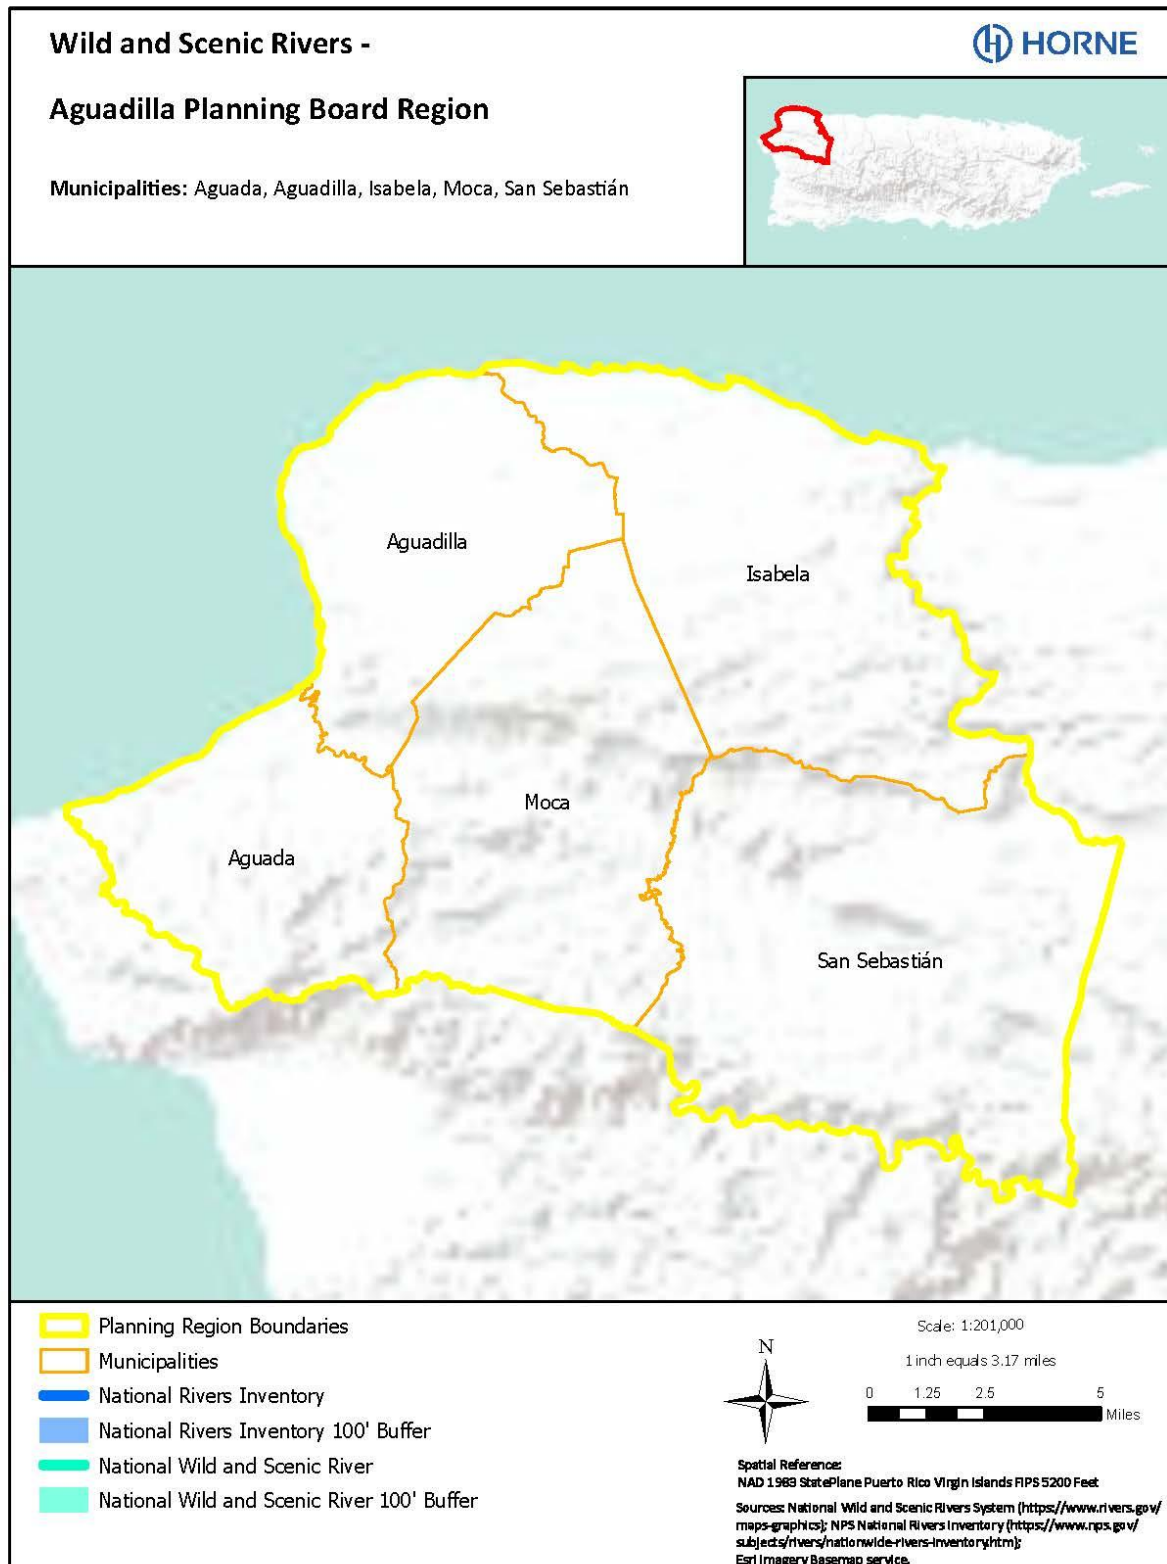 Wild and Scenic Rivers -
HORNE
Aguadilla Planning Board Region
Municipalities: Aguada, Aguadilla, Isabela, Moca, San Sebastián
Aguadilla
Isabela
Moca
Aguada
San Sebastián
Planning Region Boundaries
Municipalities
National Rivers Inventory
National Rivers Inventory 100' Buffer
National Wild and Scenic River
National Wild and Scenic River 100' Buffer
N
Scale: 1:201,000
1 inch equals 3.17 miles
0 1.25 2.5 5
Miles
Spatial Reference:
NAD 1983 StatePlane Puerto Rico Virgin Islands FIPS 5200 Feet
Sources: National Wild and Scenic Rivers System (https://www.rivers.gov/
maps-graphics); NPS National Rivers Inventory (https://www.nps.gov/
subjects/rivers/nationwide-rivers-inventory.htm);
Esri Imagery Basemap service.